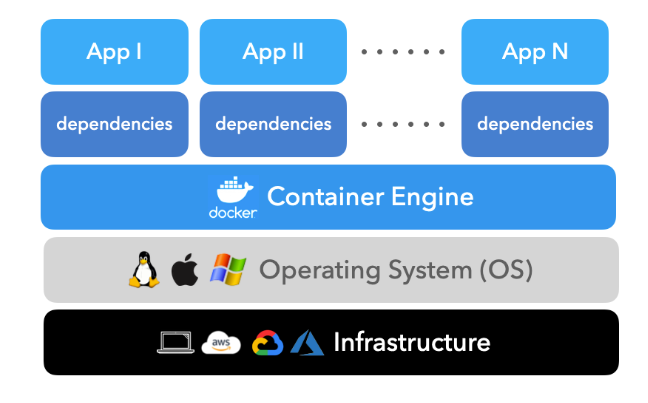 App I
App II
App N
dependencies
dependencies
dependencies
docker
Container Engine
Operating System (OS)
aws
Infrastructure